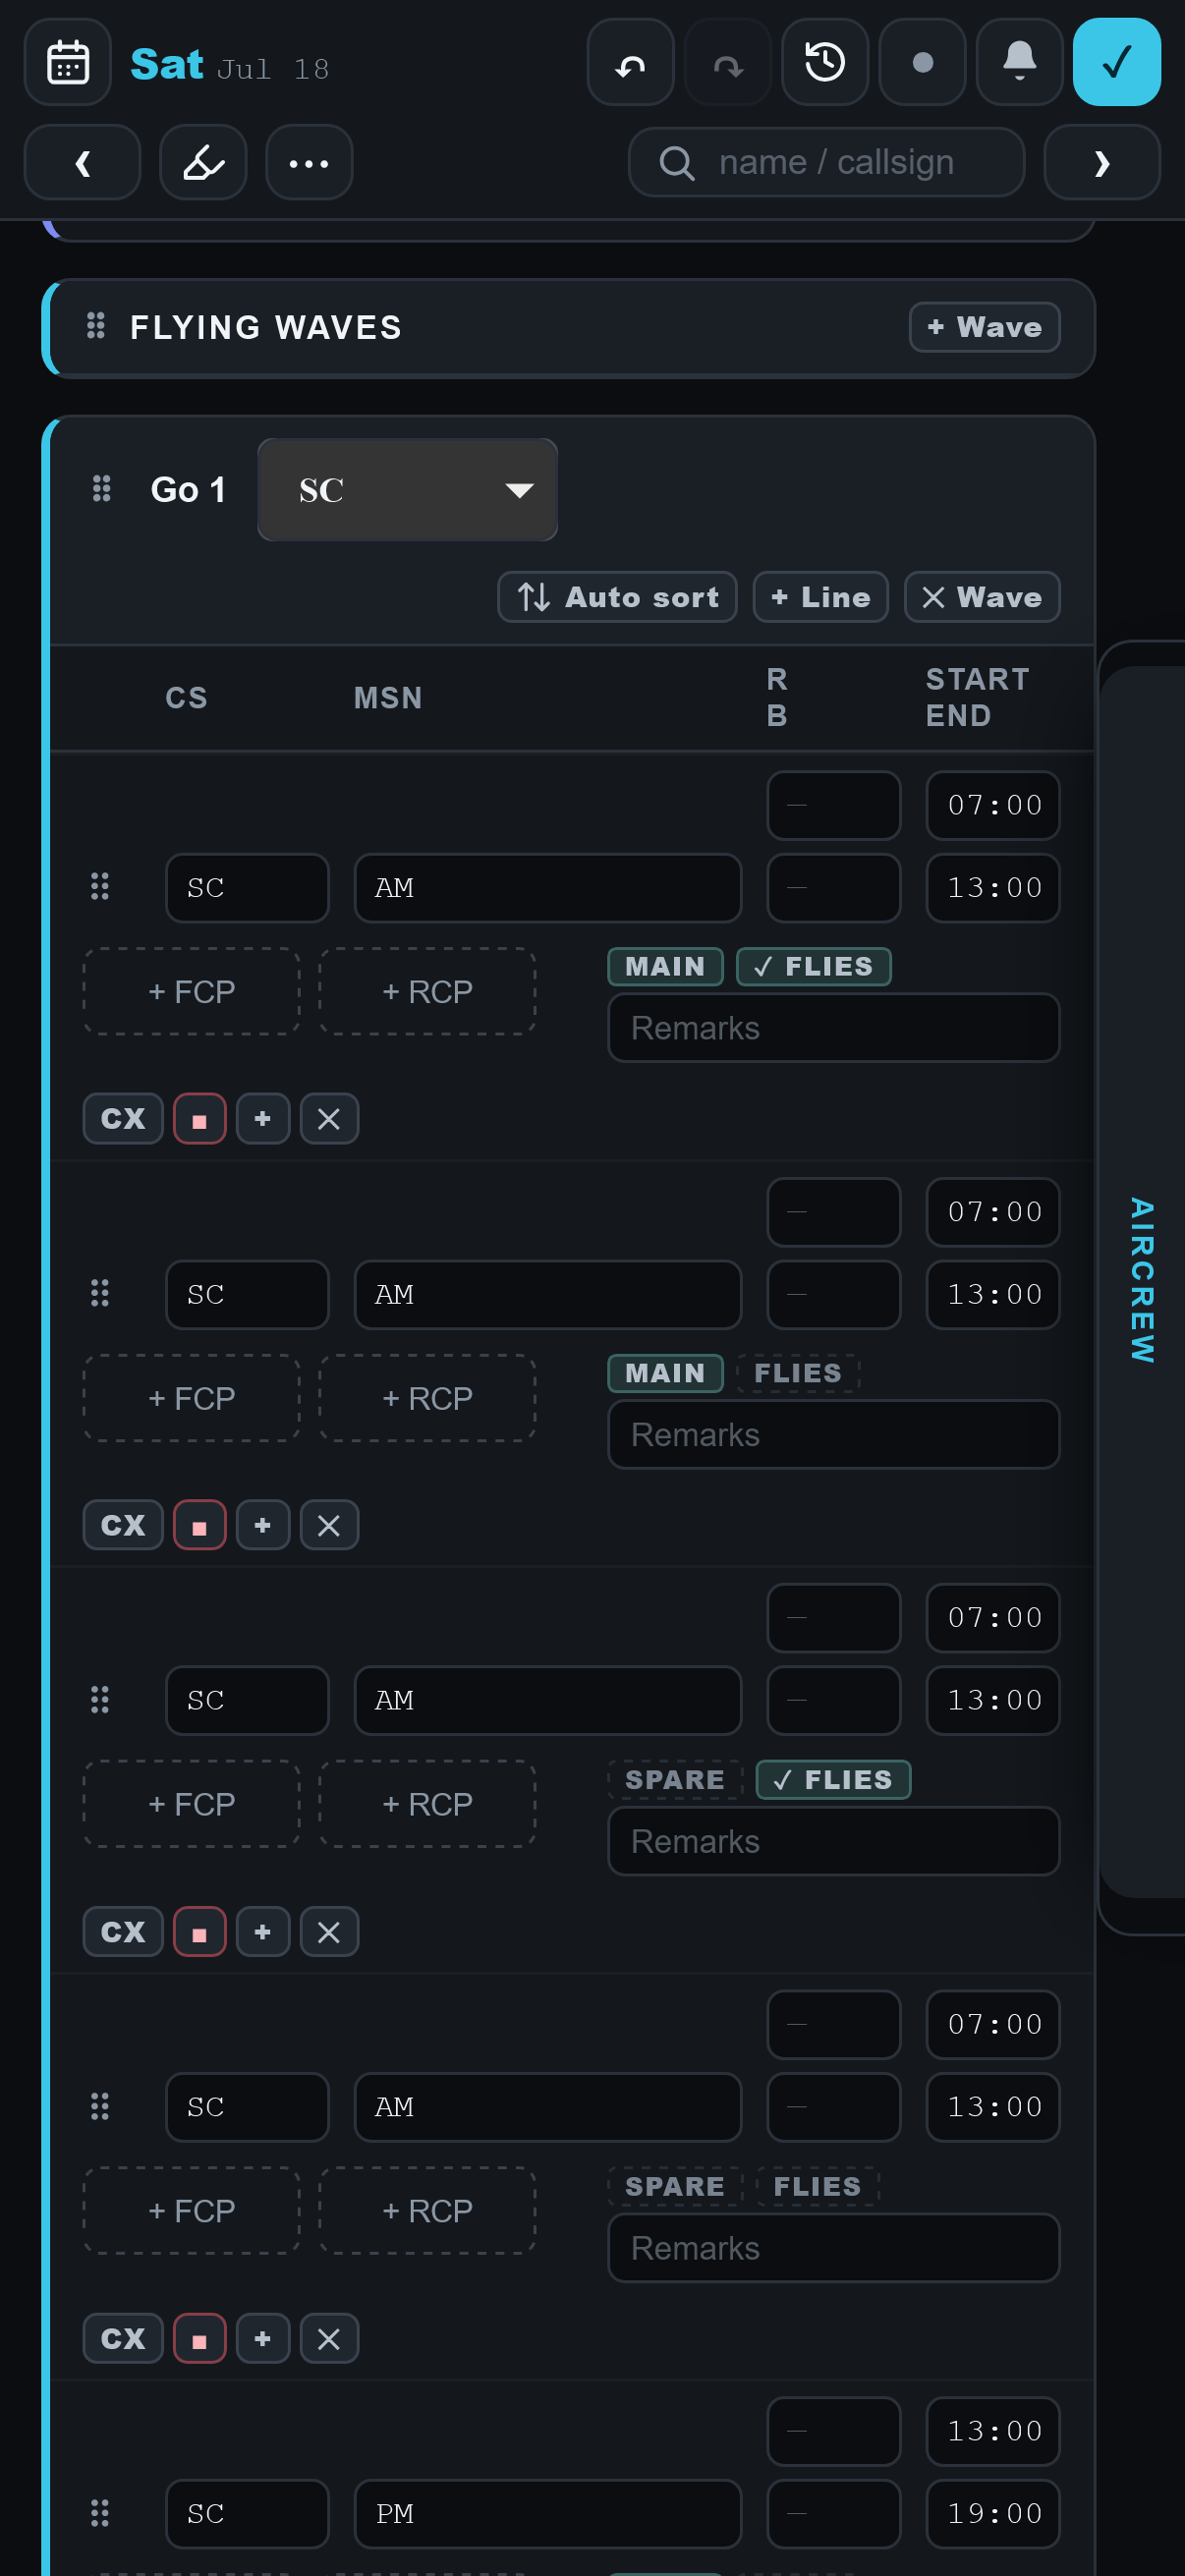 Sat Jul 18
name / callsign
FLYING WAVES
+ Wave
Go 1
SC
Auto sort
+ Line
× Wave
CS
MSN
R
B
START
END
—
07:00
SC
AM
—
13:00
+ FCP
+ RCP
MAIN
✓ FLIES
Remarks
CX
+
×
—
07:00
SC
AM
—
13:00
+ FCP
+ RCP
MAIN
FLIES
Remarks
CX
+
×
—
07:00
SC
AM
—
13:00
+ FCP
+ RCP
SPARE
✓ FLIES
Remarks
CX
+
×
—
07:00
SC
AM
—
13:00
+ FCP
+ RCP
SPARE
FLIES
Remarks
CX
+
×
—
13:00
SC
PM
—
19:00
AIRCREW